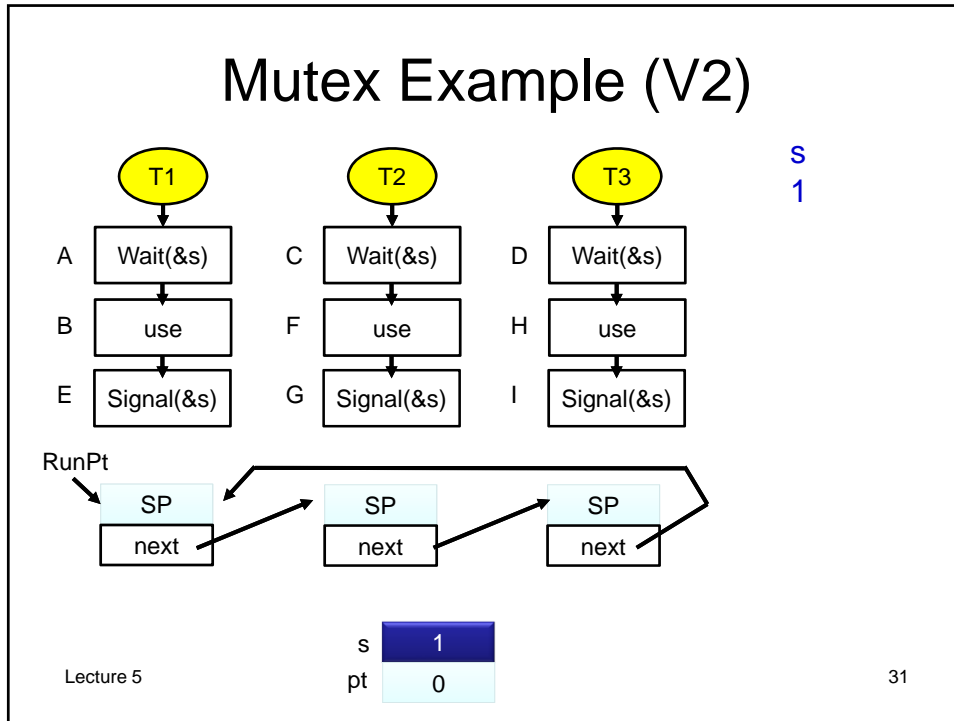 Mutex Example (V2)
s
1
T1 T2 T3
A Wait(&s) C Wait(&s) D Wait(&s)
B use F use H use
E Signal(&s) G Signal(&s) I Signal(&s)
RunPt
SP SP SP
next next next
s 1
pt 0
Lecture 5 31